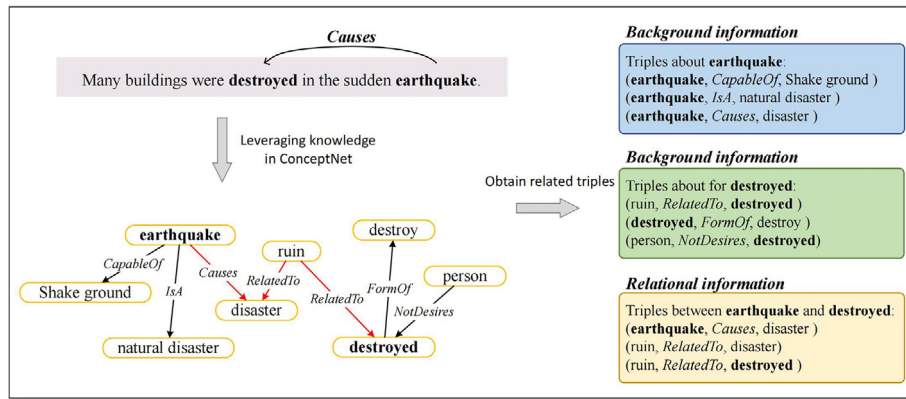 Causes
Many buildings were destroyed in the sudden earthquake.
Leveraging knowledge
in ConceptNet
Obtain related triples
earthquake
CapableOf
IsA
Causes
Shake ground
natural disaster
disaster
ruin
RelatedTo
RelatedTo
destroy
FormOf
person
NotDesires
destroyed
Background information
Triples about earthquake:
(earthquake, CapableOf, Shake ground )
(earthquake, IsA, natural disaster )
(earthquake, Causes, disaster )
Background information
Triples about for destroyed:
(ruin, RelatedTo, destroyed )
(destroyed, FormOf, destroy )
(person, NotDesires, destroyed)
Relational information
Triples between earthquake and destroyed:
(earthquake, Causes, disaster )
(ruin, RelatedTo, disaster)
(ruin, RelatedTo, destroyed )